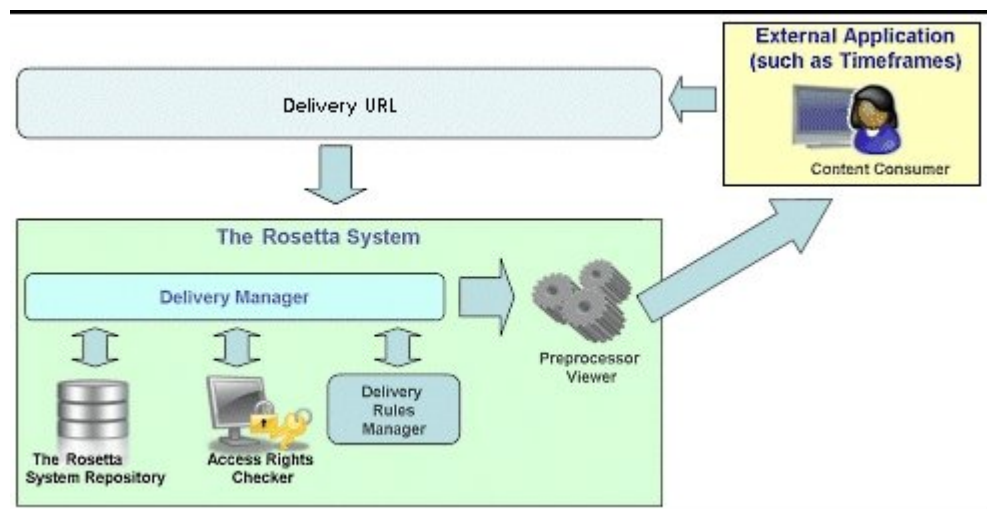 External Application
(such as Timeframes)
Content Consumer
Delivery URL
The Rosetta System
Delivery Manager
Preprocessor
Viewer
The Rosetta
System Repository
Access Rights
Checker
Delivery
Rules
Manager